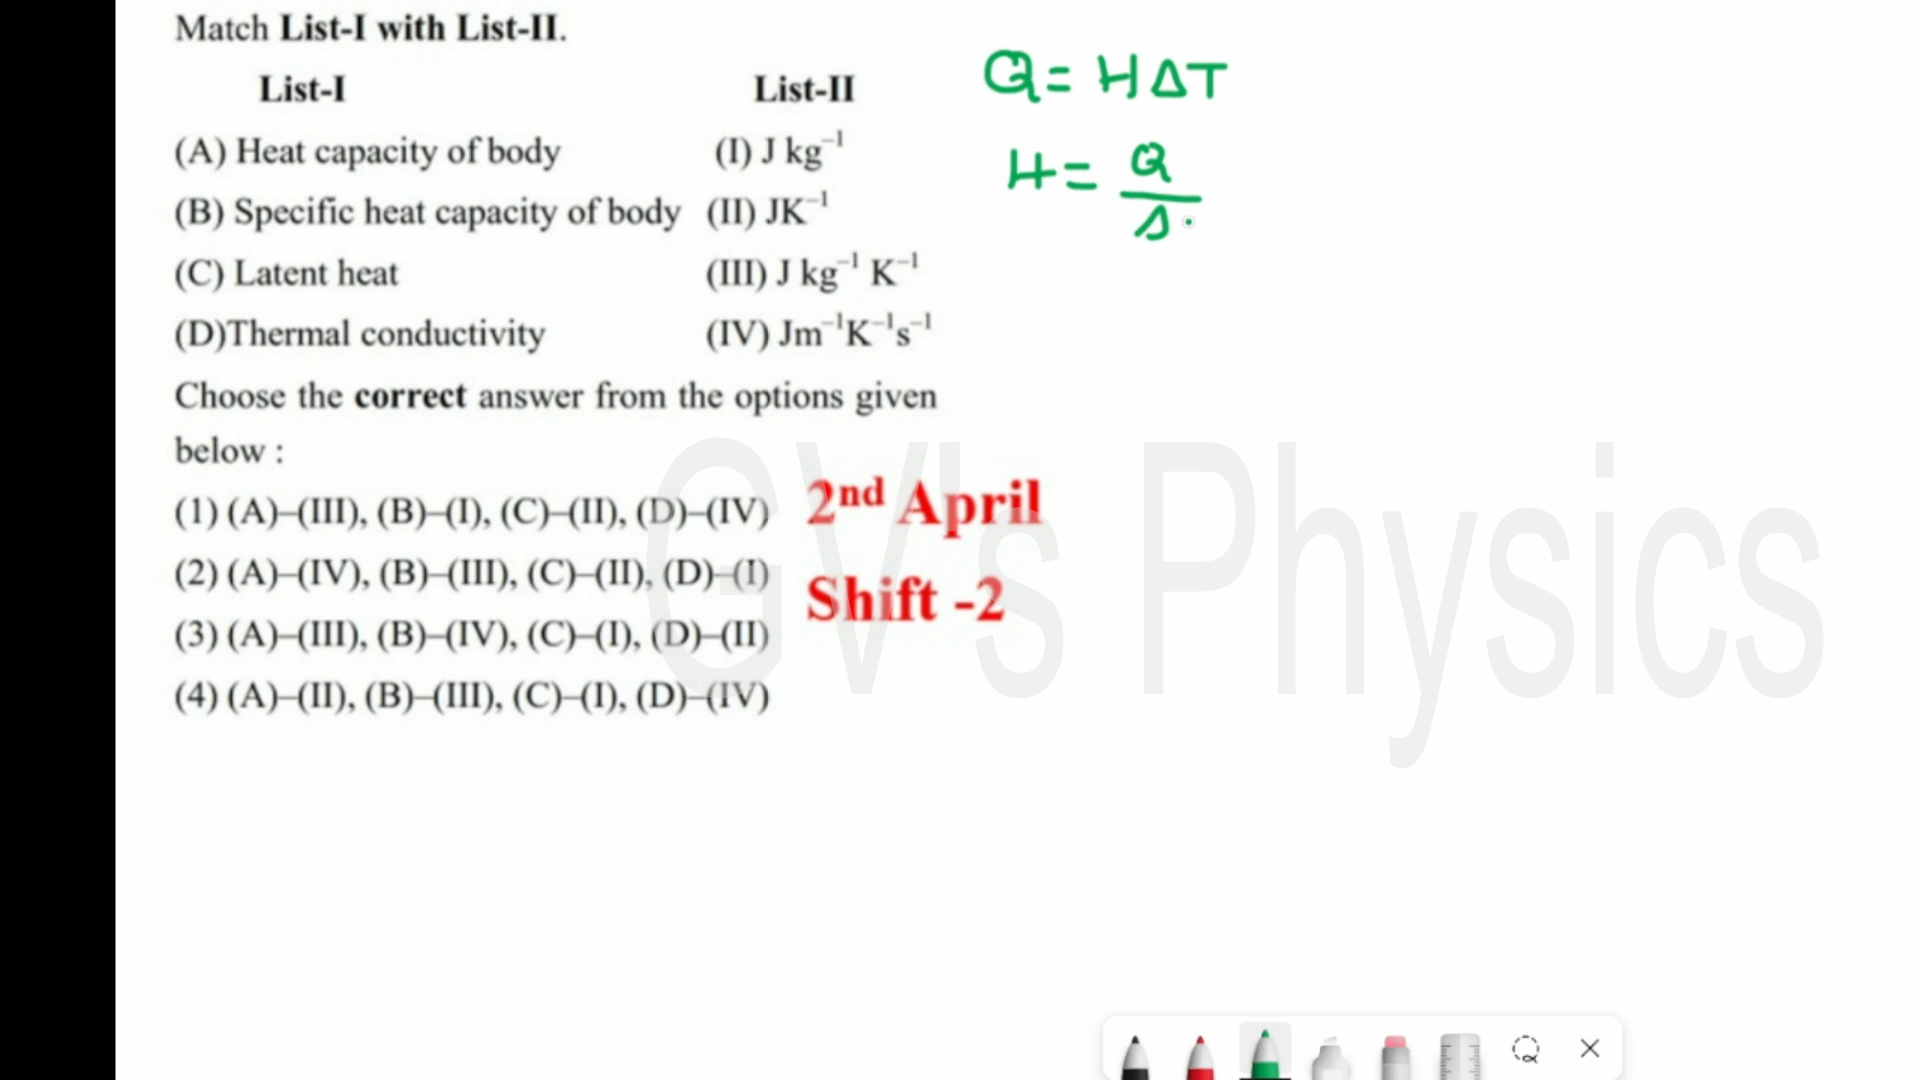 Match List-I with List-II.
List-I List-II
(A) Heat capacity of body (I) J kg⁻¹
(B) Specific heat capacity of body (II) JK⁻¹
(C) Latent heat (III) J kg⁻¹ K⁻¹
(D)Thermal conductivity (IV) Jm⁻¹K⁻¹s⁻¹
Choose the correct answer from the options given
below :
(1) (A)–(III), (B)–(I), (C)–(II), (D)–(IV)
(2) (A)–(IV), (B)–(III), (C)–(II), (D)–(I)
(3) (A)–(III), (B)–(IV), (C)–(I), (D)–(II)
(4) (A)–(II), (B)–(III), (C)–(I), (D)–(IV)
2nd April
Shift -2
Q = HΔT
H = Q/Δ
GV's Physics